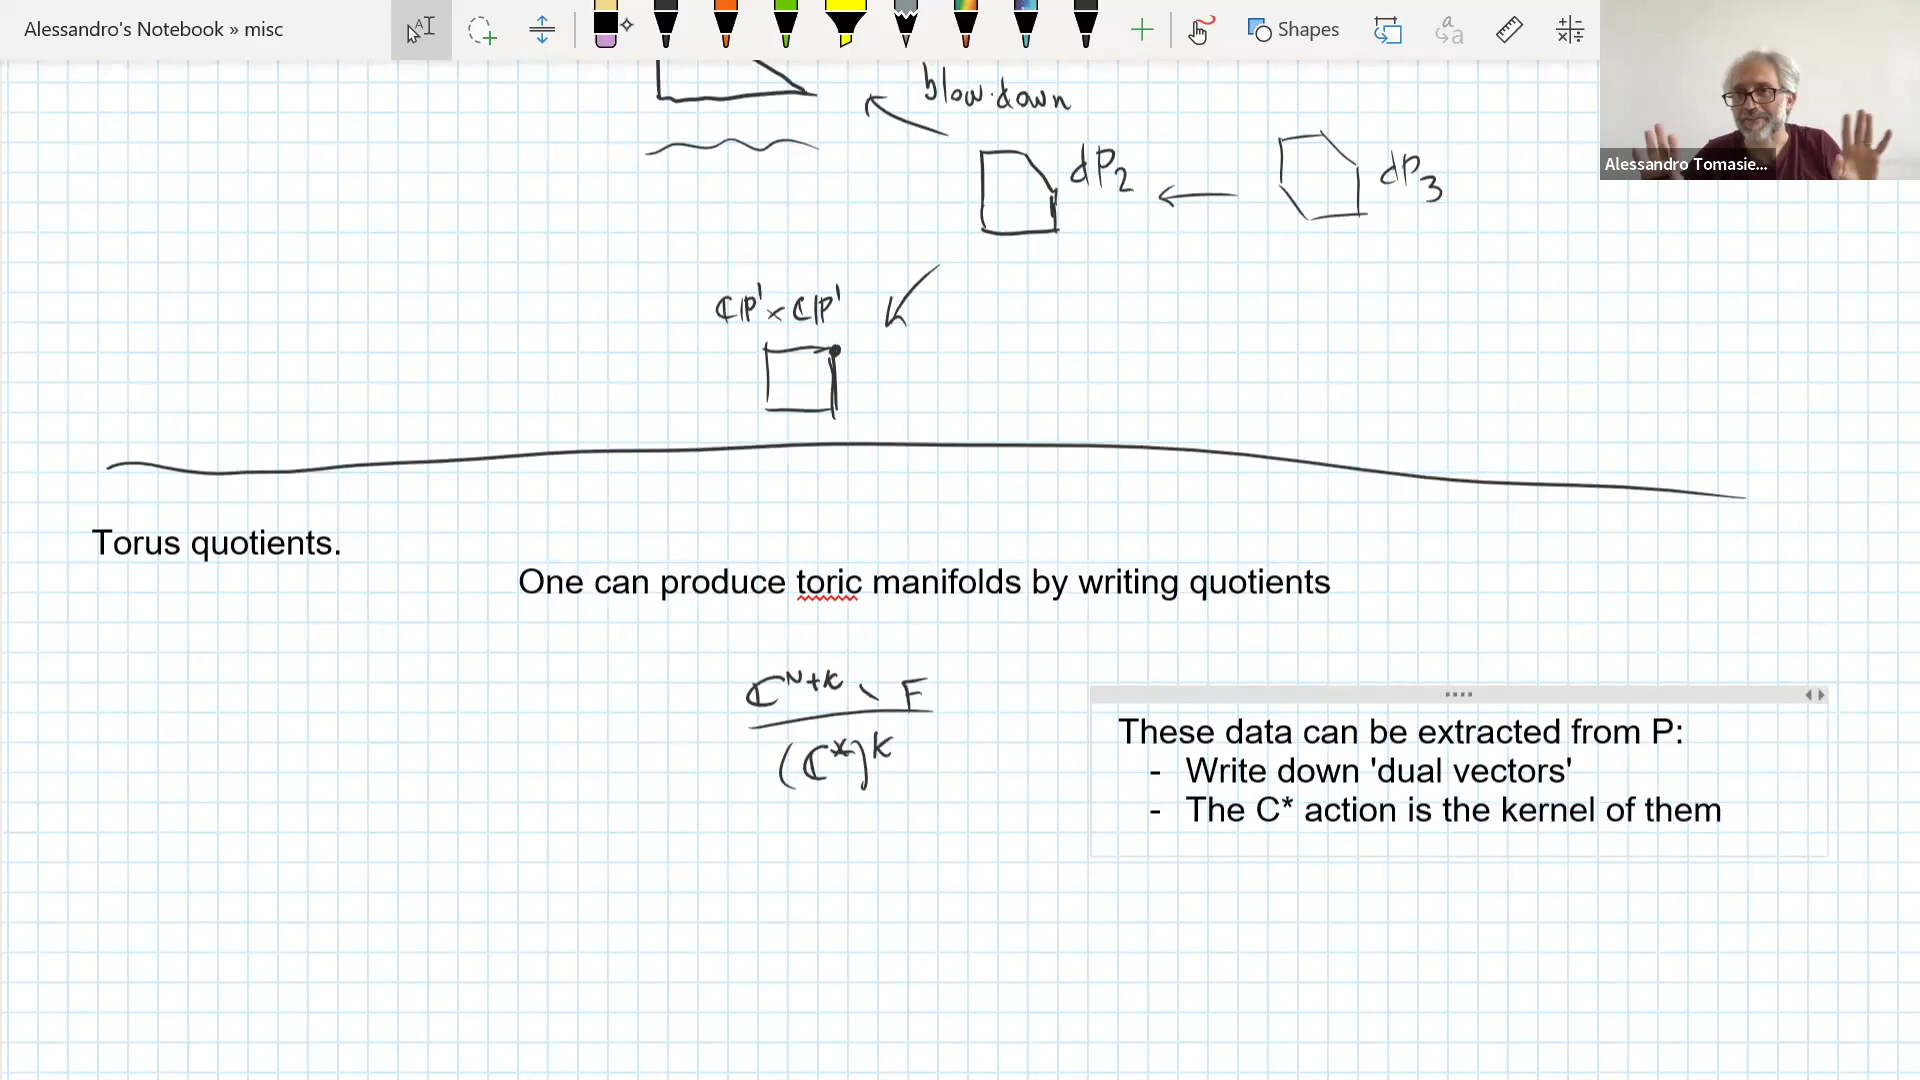 Alessandro's Notebook » misc
Shapes
Alessandro Tomasie...
blow-down
dP₂
dP₃
ℂP¹ × ℂP¹
Torus quotients.
One can produce toric manifolds by writing quotients
ℂᴺ⁺ᴷ \ F
(ℂ*)ᴷ
These data can be extracted from P:
- Write down 'dual vectors'
- The C* action is the kernel of them